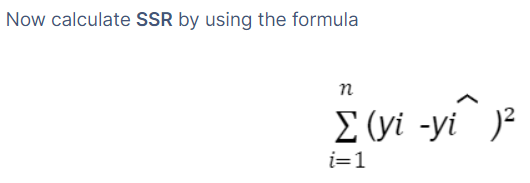 Now calculate SSR by using the formula
n
∑ (yi -yi^ )²
i=1